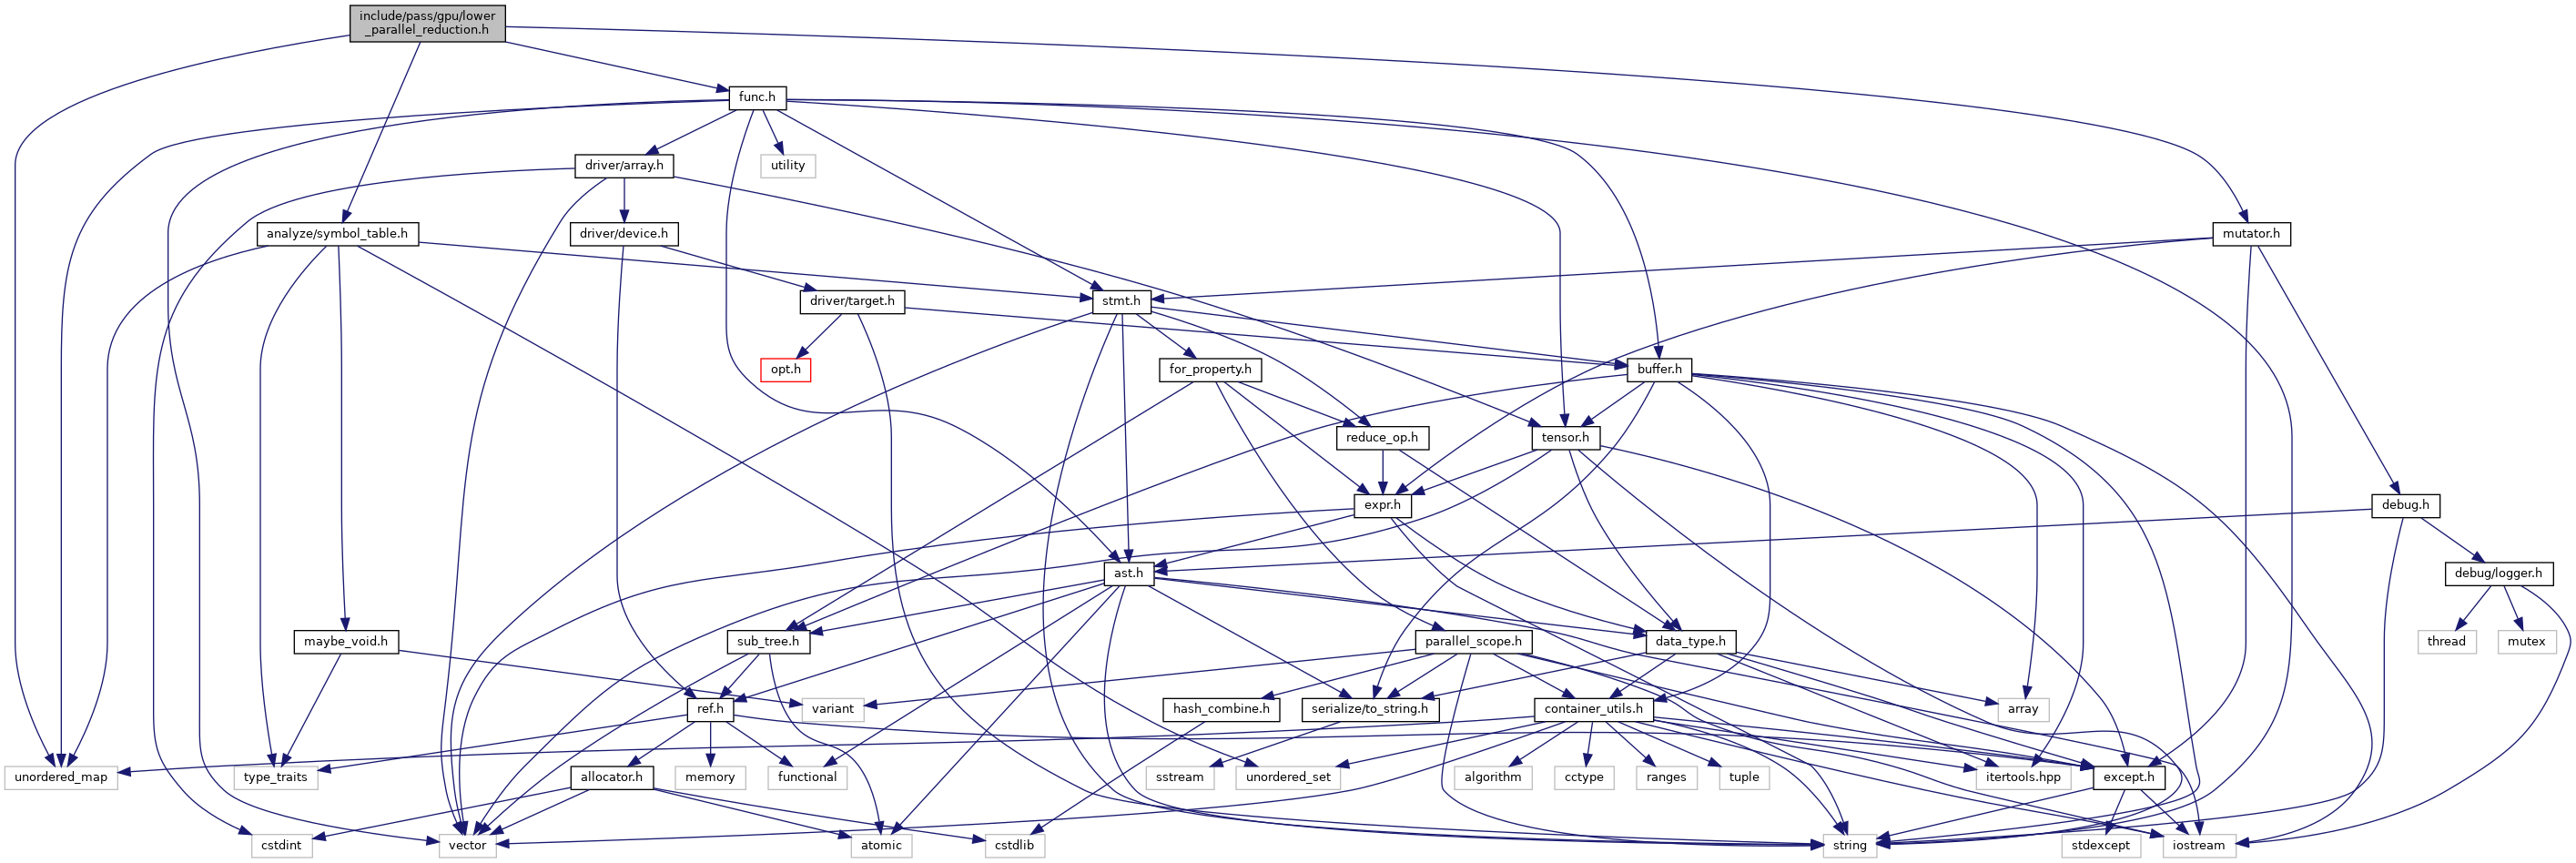 include/pass/gpu/lower
_parallel_reduction.h
func.h
driver/array.h
utility
analyze/symbol_table.h
driver/device.h
mutator.h
driver/target.h
stmt.h
opt.h
for_property.h
buffer.h
reduce_op.h
tensor.h
expr.h
debug.h
ast.h
debug/logger.h
maybe_void.h
sub_tree.h
parallel_scope.h
data_type.h
thread
mutex
ref.h
variant
hash_combine.h
serialize/to_string.h
container_utils.h
array
unordered_map
type_traits
allocator.h
memory
functional
sstream
unordered_set
algorithm
cctype
ranges
tuple
itertools.hpp
except.h
cstdint
vector
atomic
cstdlib
string
stdexcept
iostream